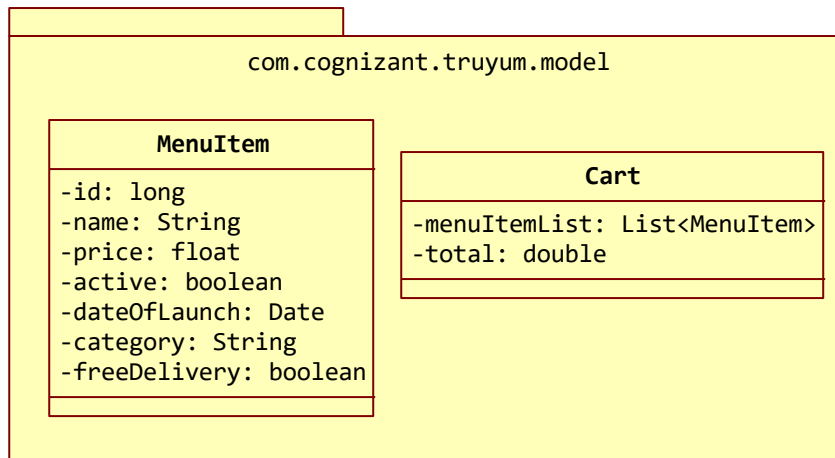 com.cognizant.truyum.model
MenuItem
-id: long
-name: String
-price: float
-active: boolean
-dateOfLaunch: Date
-category: String
-freeDelivery: boolean
Cart
-menuItemList: List<MenuItem>
-total: double